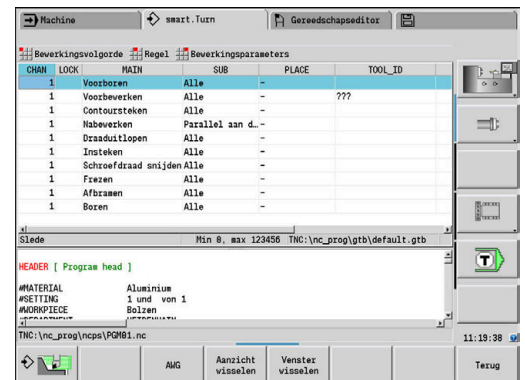 Machine smart.Turn Gereedschapseditor
Bewerkingsvolgorde Regel Bewerkingsparameters
CHAN LOCK MAIN SUB PLACE TOOL_ID
1 Voorboren Alle -
1 Voorbewerken Alle - ???
1 Contoursteken Alle -
1 Nabewerken Parallel aan d… -
1 Draaduitlopen Alle -
1 Insteken Alle -
1 Schroefdraad snijden Alle -
1 Frezen Alle -
1 Afbramen Alle -
1 Boren Alle -
Slede Min 0, max 123456 TNC:\nc_prog\gtb\default.gtb
HEADER [ Program head ]
#MATERIAL Aluminium
#SETTING 1 und von 1
#WORKPIECE Bolzen
TNC:\nc_prog\ncps\PGM01.nc
T
11:19:38
AWG
Aanzicht wisselen
Venster wisselen
Terug